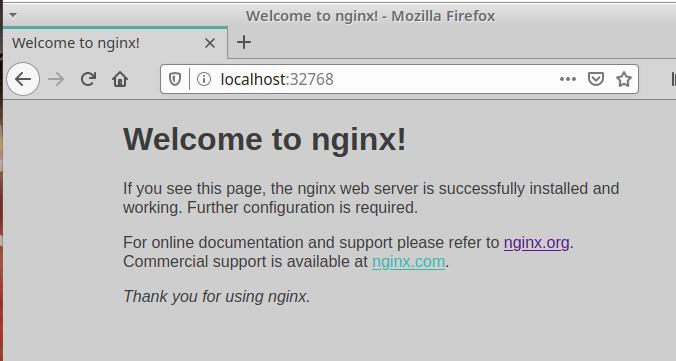 Welcome to nginx! - Mozilla Firefox
Welcome to nginx!
localhost:32768
Welcome to nginx!
If you see this page, the nginx web server is successfully installed and
working. Further configuration is required.
For online documentation and support please refer to nginx.org.
Commercial support is available at nginx.com.
Thank you for using nginx.